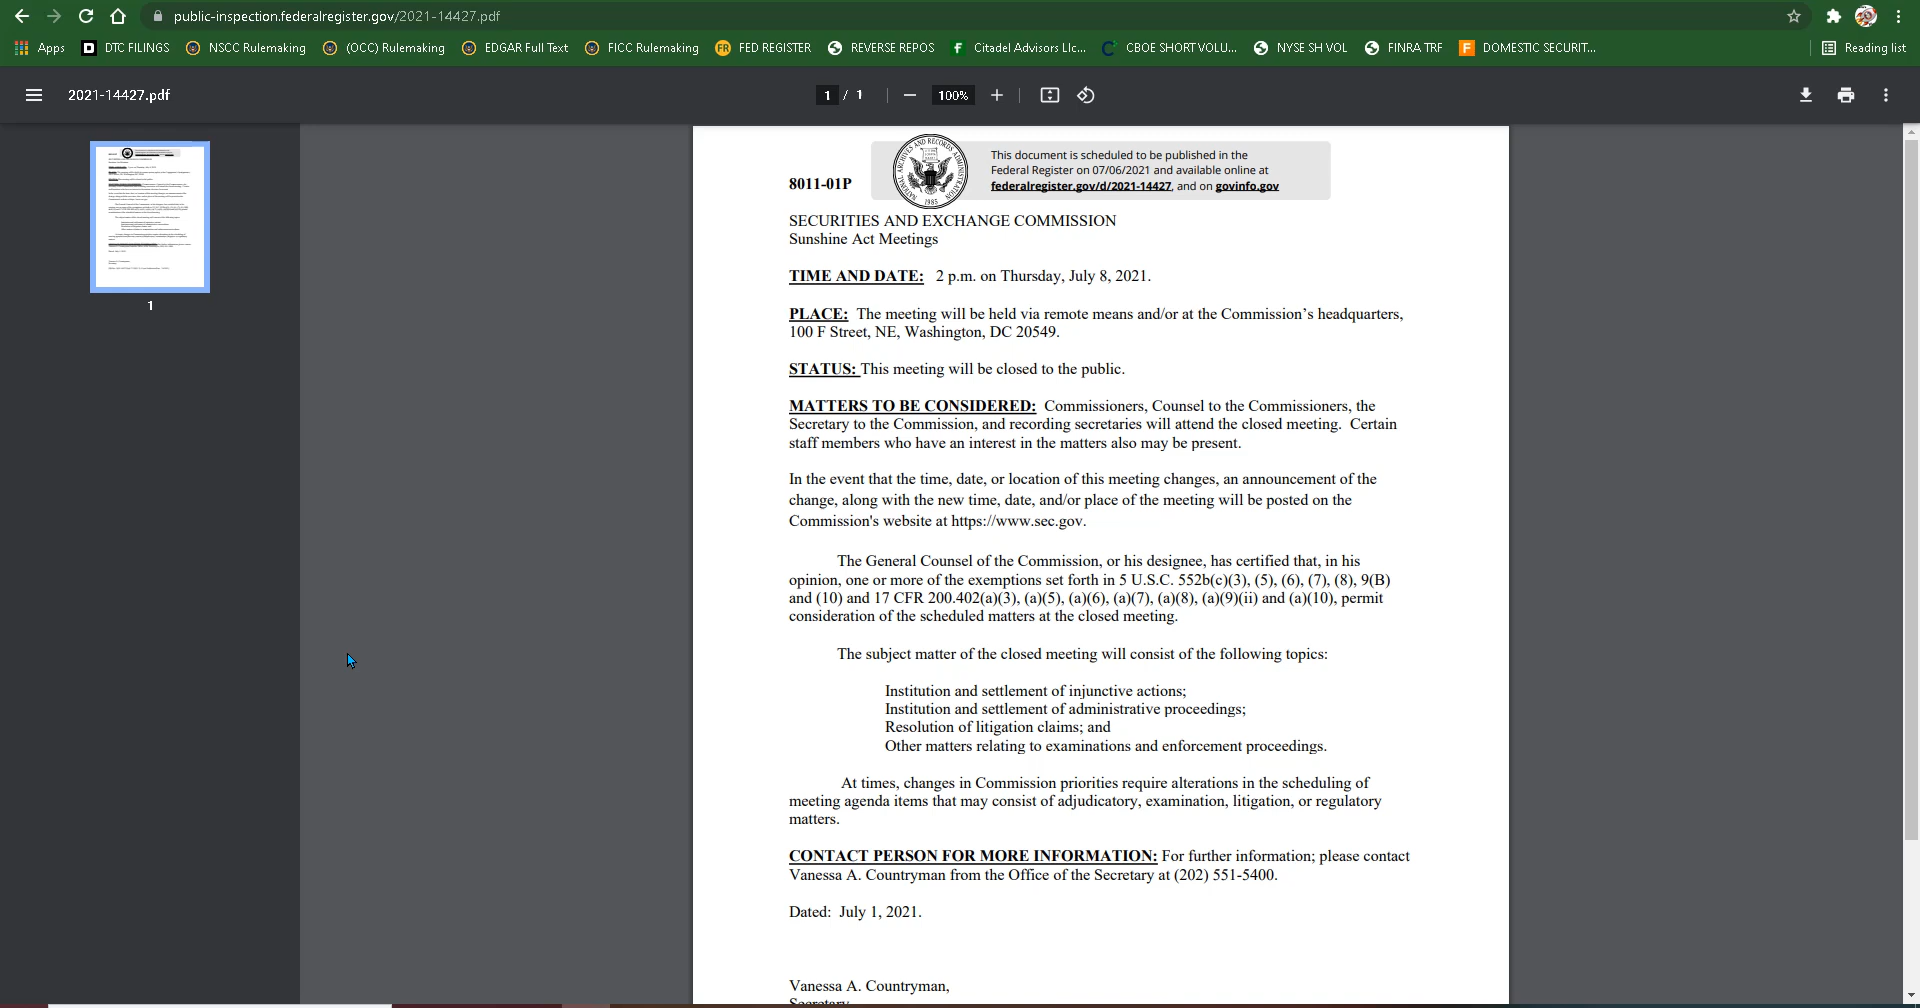 public-inspection.federalregister.gov/2021-14427.pdf
Apps DTC FILINGS NSCC Rulemaking (OCC) Rulemaking EDGAR Full Text FICC Rulemaking FR FED REGISTER REVERSE REPOS Citadel Advisors Llc... CBOE SHORT VOLU... NYSE SH VOL FINRA TRF DOMESTIC SECURIT... Reading list
2021-14427.pdf 1 / 1 100%
1
NATIONAL ARCHIVES AND RECORDS ADMINISTRATION
1985
This document is scheduled to be published in the
Federal Register on 07/06/2021 and available online at
federalregister.gov/d/2021-14427, and on govinfo.gov
8011-01P
SECURITIES AND EXCHANGE COMMISSION
Sunshine Act Meetings
TIME AND DATE: 2 p.m. on Thursday, July 8, 2021.
PLACE: The meeting will be held via remote means and/or at the Commission’s headquarters,
100 F Street, NE, Washington, DC 20549.
STATUS: This meeting will be closed to the public.
MATTERS TO BE CONSIDERED: Commissioners, Counsel to the Commissioners, the
Secretary to the Commission, and recording secretaries will attend the closed meeting. Certain
staff members who have an interest in the matters also may be present.
In the event that the time, date, or location of this meeting changes, an announcement of the
change, along with the new time, date, and/or place of the meeting will be posted on the
Commission's website at https://www.sec.gov.
The General Counsel of the Commission, or his designee, has certified that, in his
opinion, one or more of the exemptions set forth in 5 U.S.C. 552b(c)(3), (5), (6), (7), (8), 9(B)
and (10) and 17 CFR 200.402(a)(3), (a)(5), (a)(6), (a)(7), (a)(8), (a)(9)(ii) and (a)(10), permit
consideration of the scheduled matters at the closed meeting.
The subject matter of the closed meeting will consist of the following topics:
Institution and settlement of injunctive actions;
Institution and settlement of administrative proceedings;
Resolution of litigation claims; and
Other matters relating to examinations and enforcement proceedings.
At times, changes in Commission priorities require alterations in the scheduling of
meeting agenda items that may consist of adjudicatory, examination, litigation, or regulatory
matters.
CONTACT PERSON FOR MORE INFORMATION: For further information; please contact
Vanessa A. Countryman from the Office of the Secretary at (202) 551-5400.
Dated: July 1, 2021.
Vanessa A. Countryman,
Secretary